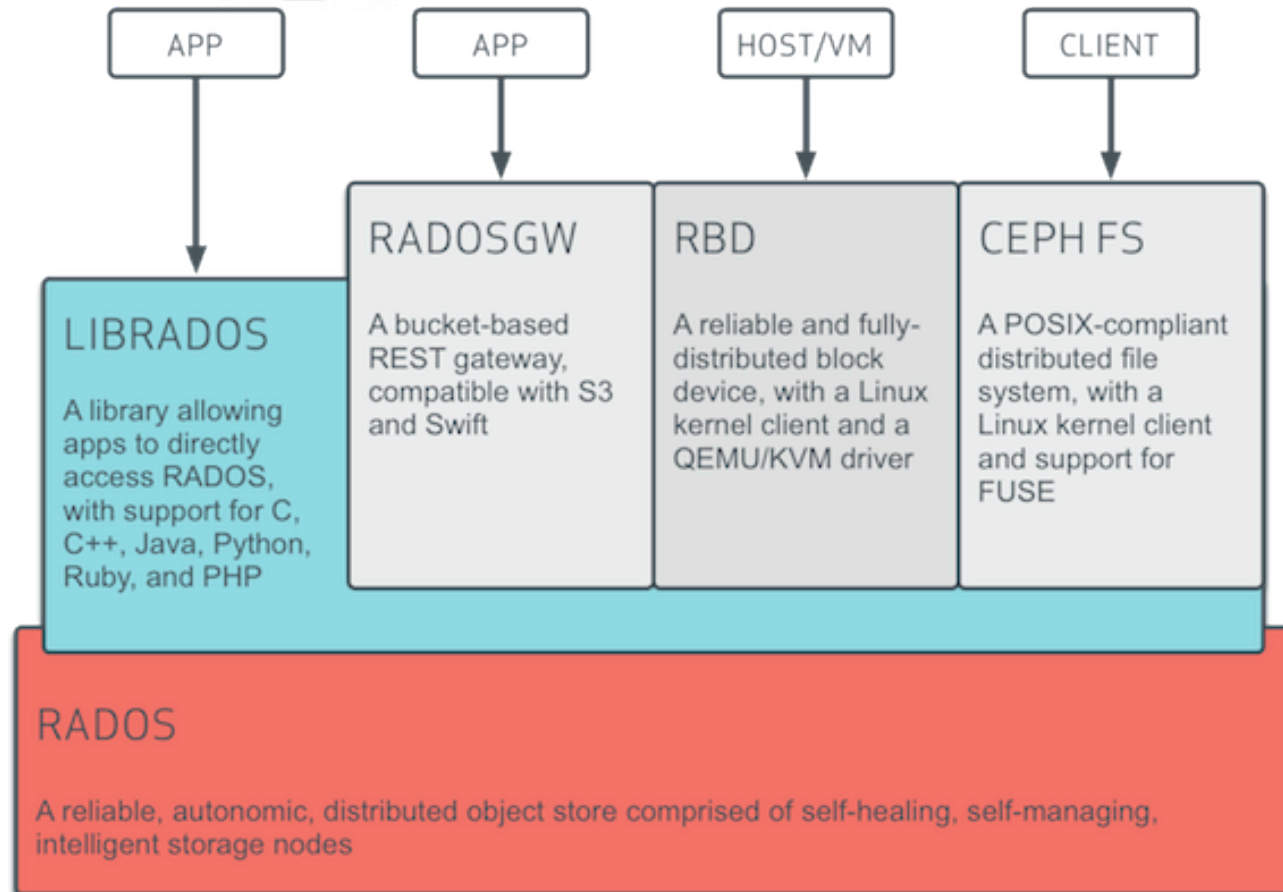 APP
APP
HOST/VM
CLIENT
LIBRADOS
A library allowing
apps to directly
access RADOS,
with support for C,
C++, Java, Python,
Ruby, and PHP
RADOSGW
A bucket-based
REST gateway,
compatible with S3
and Swift
RBD
A reliable and fully-
distributed block
device, with a Linux
kernel client and a
QEMU/KVM driver
CEPH FS
A POSIX-compliant
distributed file
system, with a
Linux kernel client
and support for
FUSE
RADOS
A reliable, autonomic, distributed object store comprised of self-healing, self-managing,
intelligent storage nodes